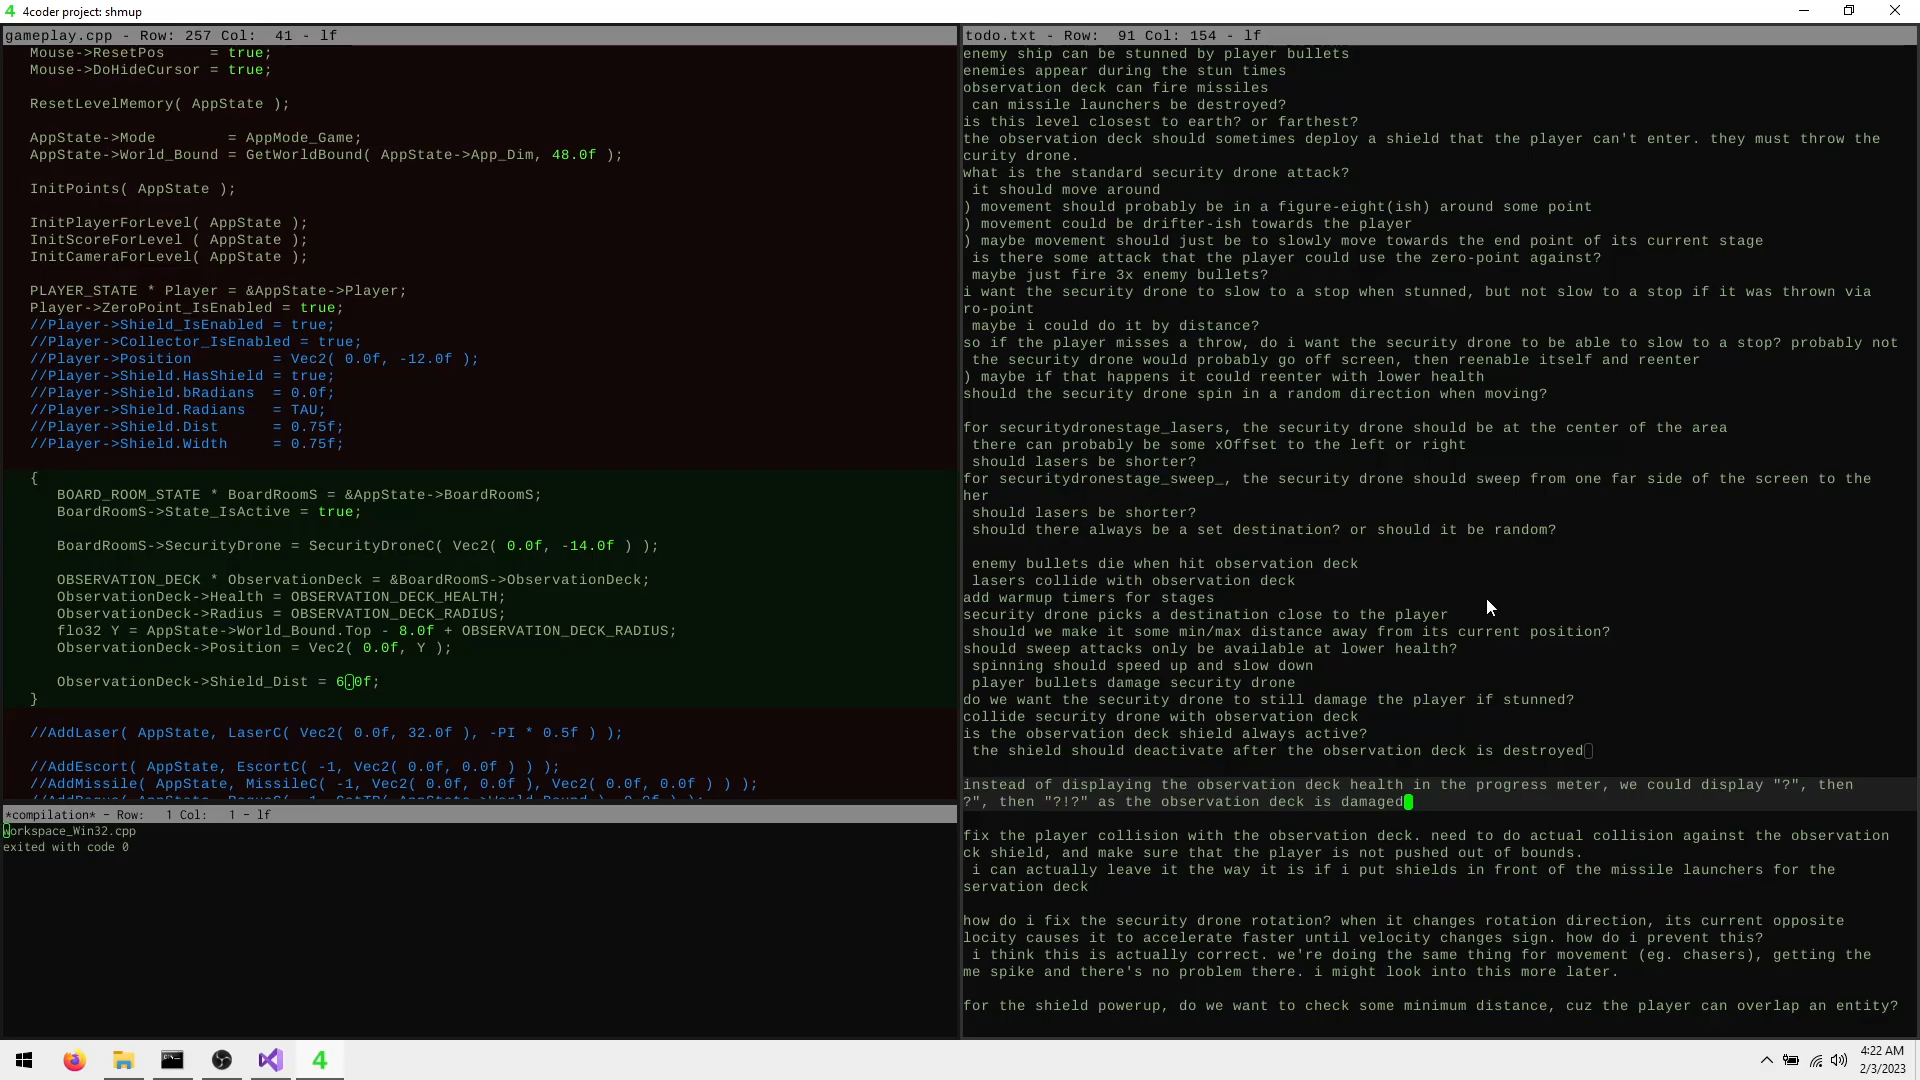 4coder project: shmup
gameplay.cpp - Row: 257 Col:  41 - lf
Mouse->ResetPos     = true;
Mouse->DoHideCursor = true;
ResetLevelMemory( AppState );
AppState->Mode        = AppMode_Game;
AppState->World_Bound = GetWorldBound( AppState->App_Dim, 48.0f );
InitPoints( AppState );
InitPlayerForLevel( AppState );
InitScoreForLevel ( AppState );
InitCameraForLevel( AppState );
PLAYER_STATE * Player = &AppState->Player;
Player->ZeroPoint_IsEnabled = true;
//Player->Shield_IsEnabled = true;
//Player->Collector_IsEnabled = true;
//Player->Position         = Vec2( 0.0f, -12.0f );
//Player->Shield.HasShield = true;
//Player->Shield.bRadians  = 0.0f;
//Player->Shield.Radians   = TAU;
//Player->Shield.Dist      = 0.75f;
//Player->Shield.Width     = 0.75f;
{
BOARD_ROOM_STATE * BoardRoomS = &AppState->BoardRoomS;
BoardRoomS->State_IsActive = true;
BoardRoomS->SecurityDrone = SecurityDroneC( Vec2( 0.0f, -14.0f ) );
OBSERVATION_DECK * ObservationDeck = &BoardRoomS->ObservationDeck;
ObservationDeck->Health = OBSERVATION_DECK_HEALTH;
ObservationDeck->Radius = OBSERVATION_DECK_RADIUS;
flo32 Y = AppState->World_Bound.Top - 8.0f + OBSERVATION_DECK_RADIUS;
ObservationDeck->Position = Vec2( 0.0f, Y );
ObservationDeck->Shield_Dist = 6.0f;
}
//AddLaser( AppState, LaserC( Vec2( 0.0f, 32.0f ), -PI * 0.5f ) );
//AddEscort( AppState, EscortC( -1, Vec2( 0.0f, 0.0f ) ) );
//AddMissile( AppState, MissileC( -1, Vec2( 0.0f, 0.0f ), Vec2( 0.0f, 0.0f ) ) );
*compilation* - Row:   1 Col:   1 - lf
workspace_Win32.cpp
exited with code 0
todo.txt - Row:  91 Col: 154 - lf
enemy ship can be stunned by player bullets
enemies appear during the stun times
observation deck can fire missiles
can missile launchers be destroyed?
is this level closest to earth? or farthest?
the observation deck should sometimes deploy a shield that the player can't enter. they must throw the
curity drone.
what is the standard security drone attack?
it should move around
) movement should probably be in a figure-eight(ish) around some point
) movement could be drifter-ish towards the player
) maybe movement should just be to slowly move towards the end point of its current stage
is there some attack that the player could use the zero-point against?
maybe just fire 3x enemy bullets?
i want the security drone to slow to a stop when stunned, but not slow to a stop if it was thrown via
ro-point
maybe i could do it by distance?
so if the player misses a throw, do i want the security drone to be able to slow to a stop? probably not
the security drone would probably go off screen, then reenable itself and reenter
) maybe if that happens it could reenter with lower health
should the security drone spin in a random direction when moving?
for securitydronestage_lasers, the security drone should be at the center of the area
there can probably be some xOffset to the left or right
should lasers be shorter?
for securitydronestage_sweep_, the security drone should sweep from one far side of the screen to the
her
should lasers be shorter?
should there always be a set destination? or should it be random?
enemy bullets die when hit observation deck
lasers collide with observation deck
add warmup timers for stages
security drone picks a destination close to the player
should we make it some min/max distance away from its current position?
should sweep attacks only be available at lower health?
spinning should speed up and slow down
player bullets damage security drone
do we want the security drone to still damage the player if stunned?
collide security drone with observation deck
is the observation deck shield always active?
the shield should deactivate after the observation deck is destroyed
instead of displaying the observation deck health in the progress meter, we could display "?", then
?", then "?!?" as the observation deck is damaged
fix the player collision with the observation deck. need to do actual collision against the observation
ck shield, and make sure that the player is not pushed out of bounds.
i can actually leave it the way it is if i put shields in front of the missile launchers for the
servation deck
how do i fix the security drone rotation? when it changes rotation direction, its current opposite
locity causes it to accelerate faster until velocity changes sign. how do i prevent this?
i think this is actually correct. we're doing the same thing for movement (eg. chasers), getting the
me spike and there's no problem there. i might look into this more later.
for the shield powerup, do we want to check some minimum distance, cuz the player can overlap an entity?
4:22 AM
2/3/2023